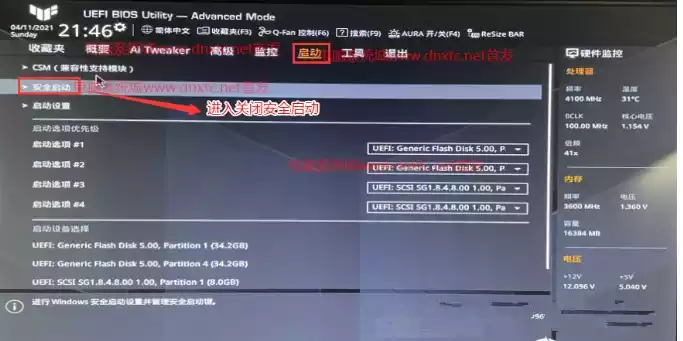 UEFI BIOS Utility — Advanced Mode
04/11/2021
Sunday
21:46
简体中文
收藏夹(F3)
Q-Fan 控制(F6)
搜索(F9)
AURA 开/关(F4)
ReSize BAR
收藏夹
概要
Ai Tweaker
高级
监控
启动
工具
退出
www.dnxtc.net首发
CSM（兼容性支持模块）
安全启动
www.dnxtc.net首发
进入关闭安全启动
启动设置
启动选项优先级
启动选项 #1
UEFI: Generic Flash Disk 5.00, P
启动选项 #2
UEFI: Generic Flash Disk 5.00, P
启动选项 #3
UEFI: SCSI SG1.8.4.8.00 1.00, Pa
启动选项 #4
UEFI: SCSI SG1.8.4.8.00 1.00, Pa
启动设备选择
UEFI: Generic Flash Disk 5.00, Partition 1 (34.2GB)
UEFI: Generic Flash Disk 5.00, Partition 4 (34.2GB)
UEFI: SCSI SG1.8.4.8.00 1.00, Partition 1 (8.0GB)
进行 Windows 安全启动设置并管理安全启动锁。
硬件监控
处理器
频率
温度
4100 MHz
31°C
BCLK
核心电压
100.00 MHz
1.154 V
倍频
41x
内存
频率
电压
3600 MHz
1.360 V
容量
16384 MB
电压
+12V
+5V
12.096 V
5.040 V